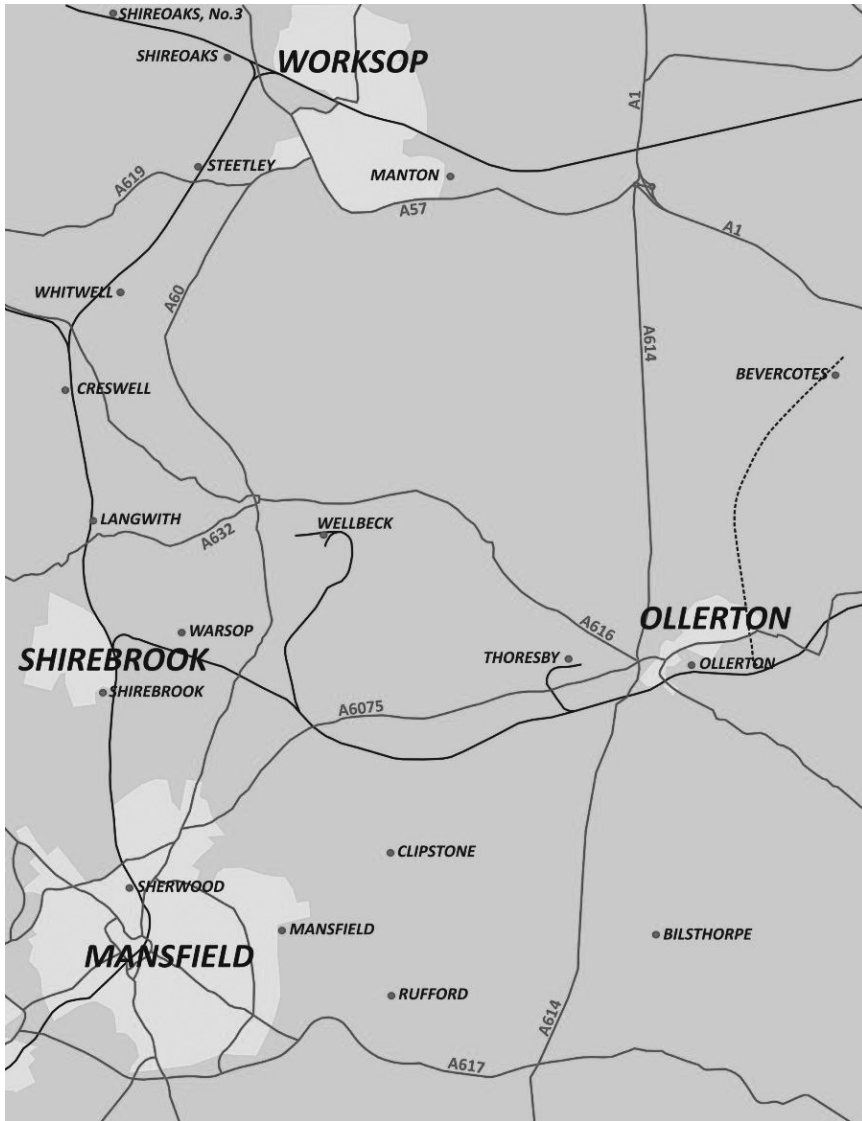 SHIREOAKS, No.3
SHIREOAKS
WORKSOP
A1
STEETLEY
MANTON
A619
A57
A1
WHITWELL
A60
A614
BEVERCOTES
CRESWELL
LANGWITH
WELLBECK
A632
WARSOP
OLLERTON
A616
SHIREBROOK
THORESBY
OLLERTON
SHIREBROOK
A6075
CLIPSTONE
SHERWOOD
MANSFIELD
BILSTHORPE
MANSFIELD
RUFFORD
A614
A617